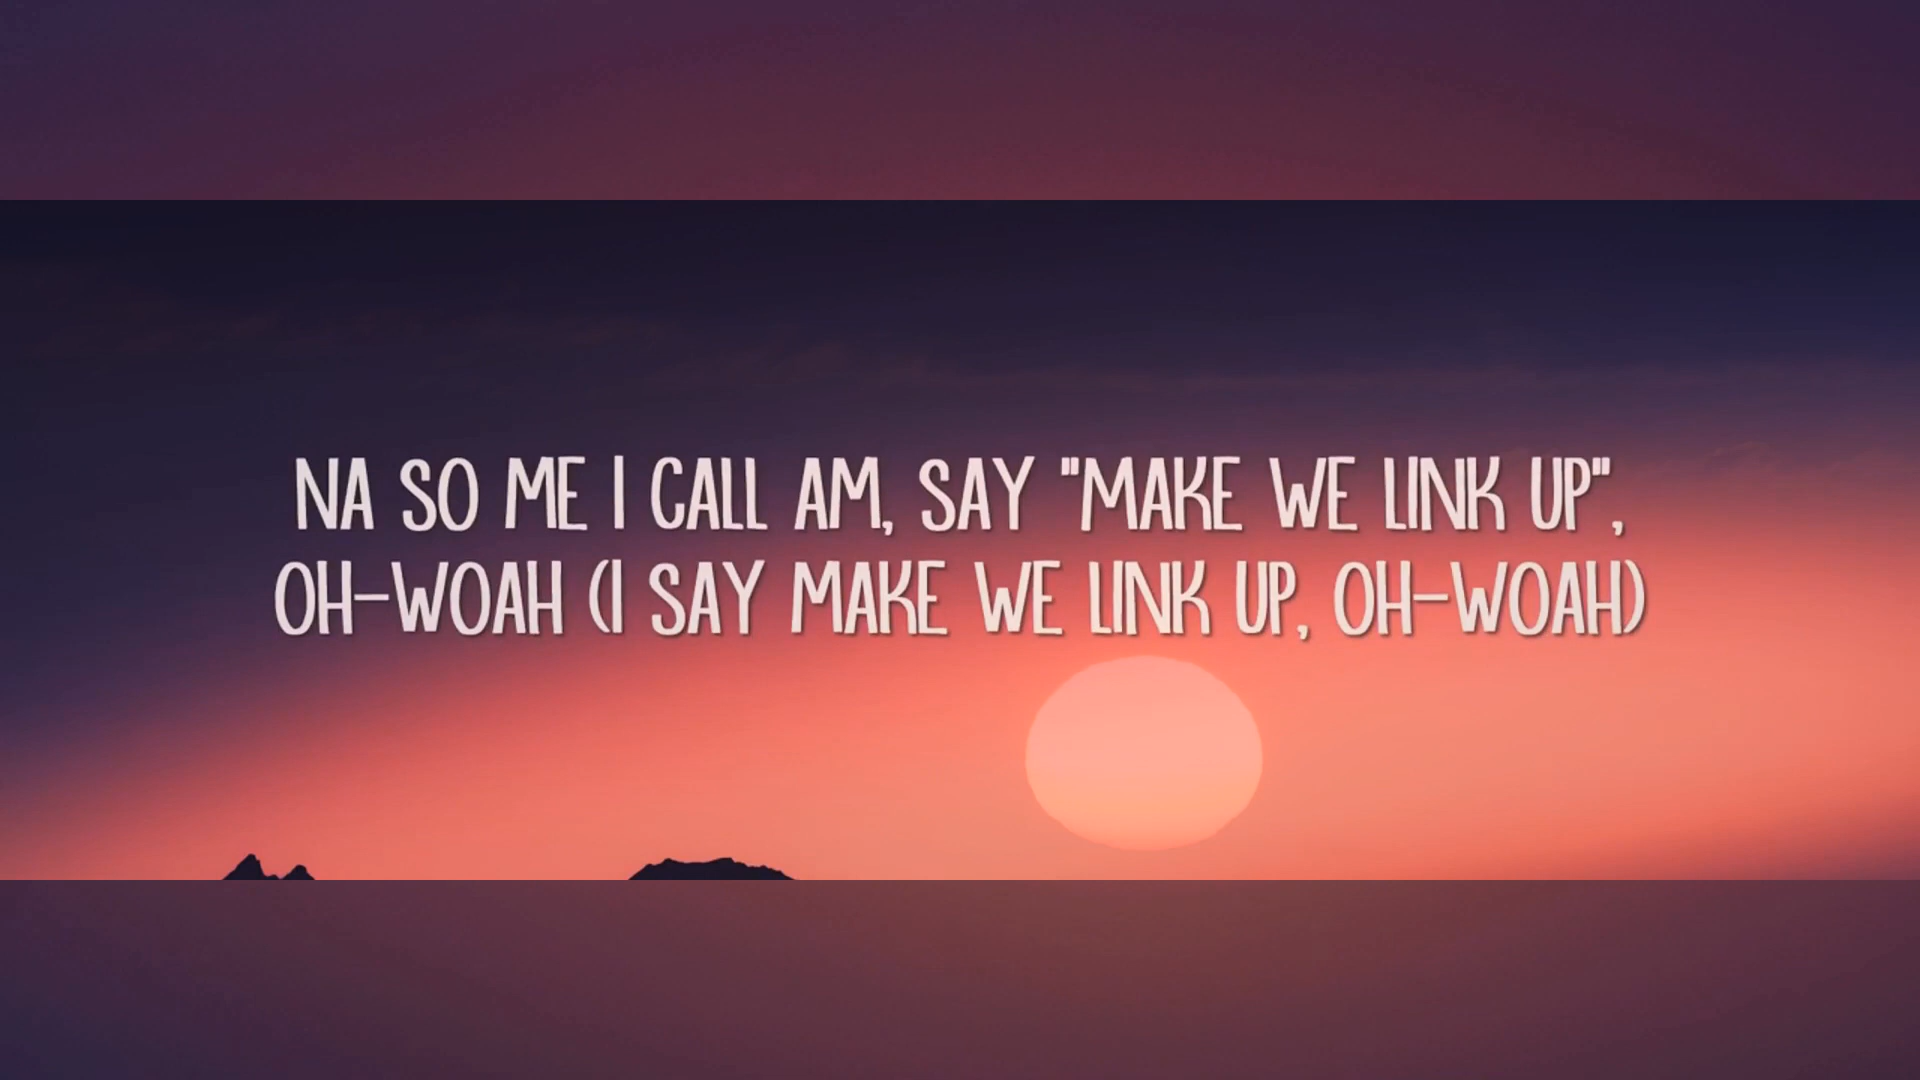 NA SO ME I CALL AM, SAY "MAKE WE LINK UP",
OH-WOAH (I SAY MAKE WE LINK UP, OH-WOAH)